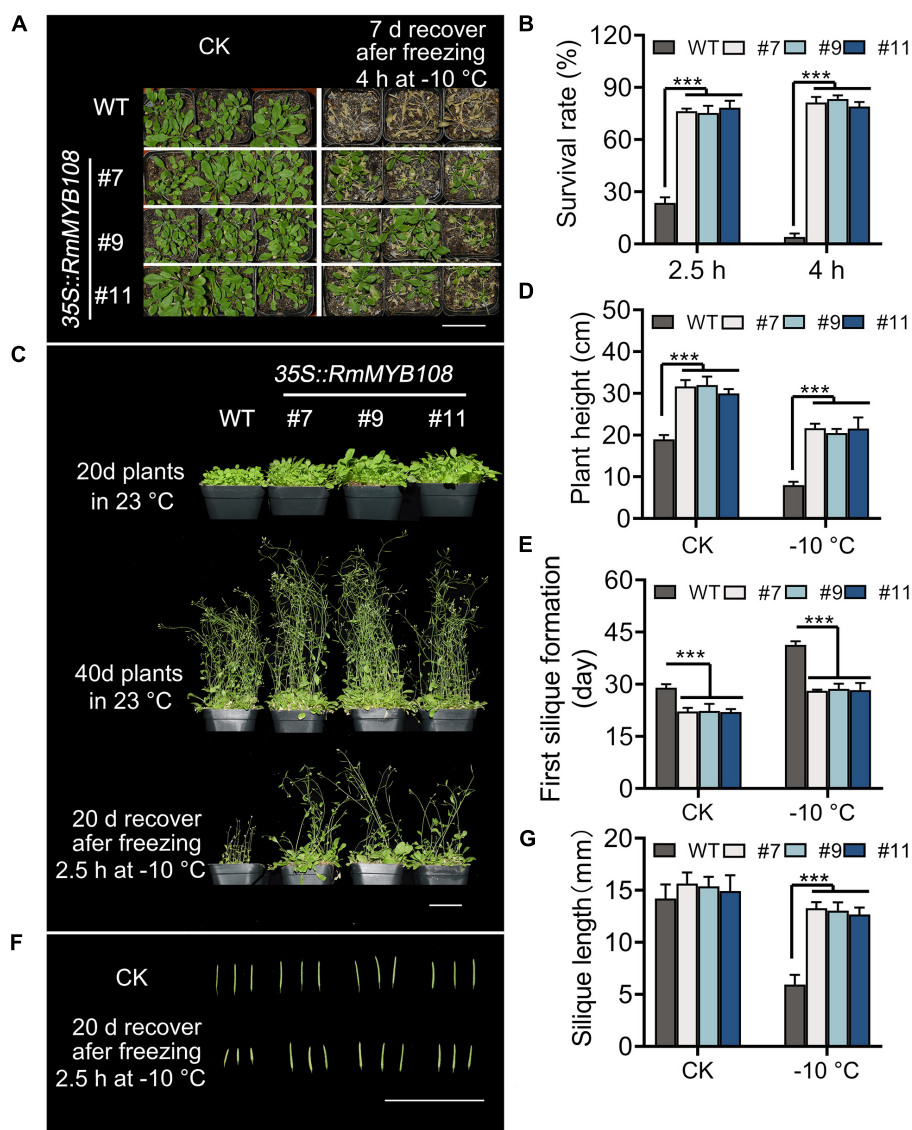 A
CK
7 d recover
afer freezing
4 h at -10 °C
WT
35S::RmMYB108
#7
#9
#11
B
WT #7 #9 #11
Survival rate (%)
120
90
60
30
0
***
***
2.5 h
4 h
C
35S::RmMYB108
WT #7 #9 #11
20d plants
in 23 °C
40d plants
in 23 °C
20 d recover
afer freezing
2.5 h at -10 °C
D
WT #7 #9 #11
Plant height (cm)
50
40
30
20
10
0
***
***
CK
-10 °C
E
WT #7 #9 #11
First silique formation
(day)
60
45
30
15
0
***
***
CK
-10 °C
F
CK
20 d recover
afer freezing
2.5 h at -10 °C
G
WT #7 #9 #11
Silique length(mm)
20
15
10
5
0
***
CK
-10 °C